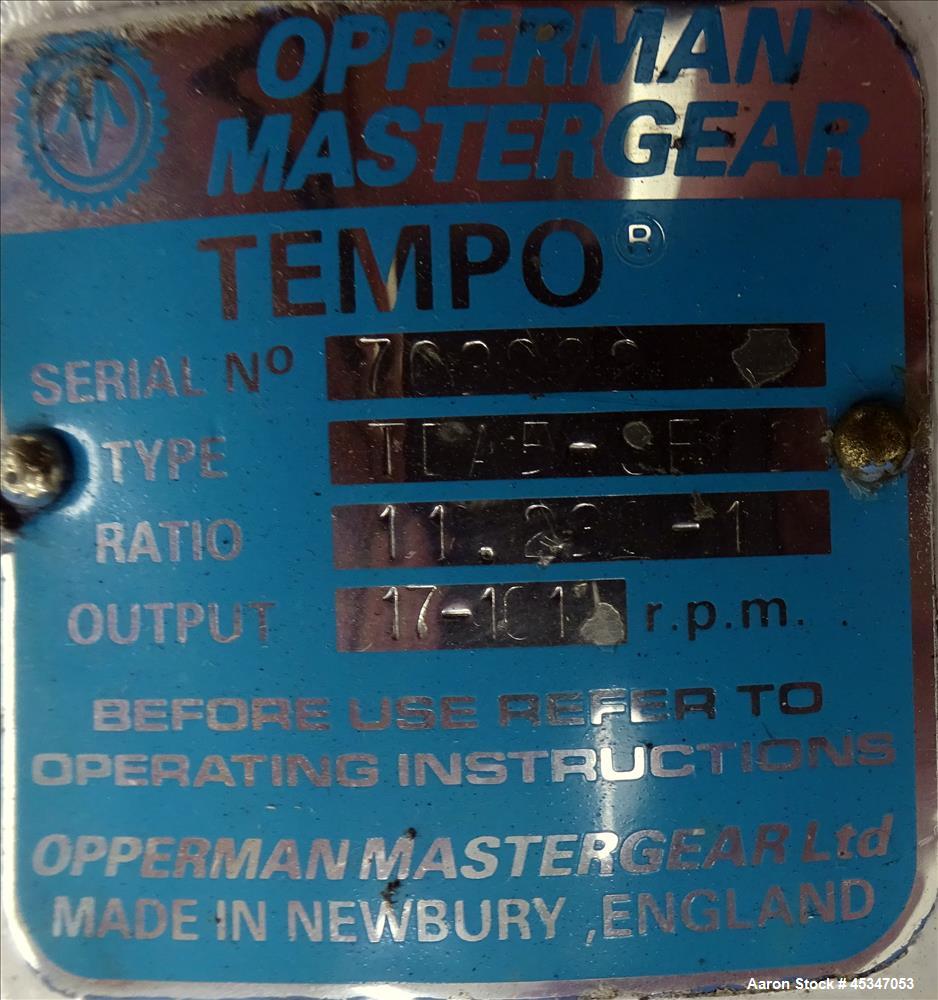 OPPERMAN
MASTERGEAR
TEMPO®
SERIAL Nº
TYPE
RATIO
OUTPUT r.p.m.
BEFORE USE REFER TO
OPERATING INSTRUCTIONS
OPPERMAN MASTERGEAR Ltd
MADE IN NEWBURY ,ENGLAND
Aaron Stock # 45347053